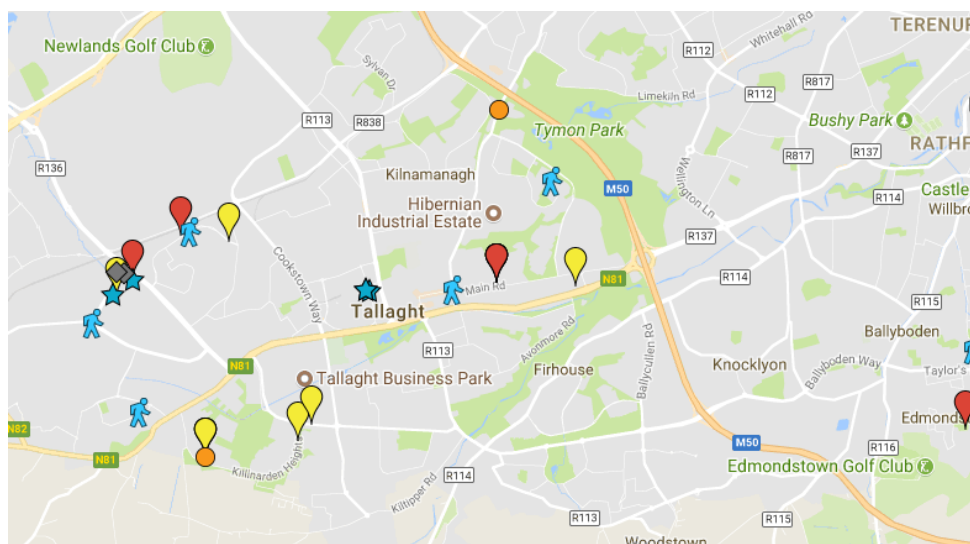 TERENUR
Whitehall Rd
Newlands Golf Club
R112
Sylvan Dr
R817
Limekiln Rd
R112
R113
R838
Tymon Park
Bushy Park
R137
RATHF
R817
R136
Kilnamanagh
M50
Wellington Ln
Castle
Hibernian
Industrial Estate
Willbro
R137
Cookstown Way
R114
N81
Main Rd
R115
Tallaght
Avonmore Rd
Ballycullen Rd
Ballyboden
R113
N81
Firhouse
Knocklyon
Ballyboden Way
Taylor's
Tallaght Business Park
Edmonds
N82
M50
R116
N81
Killinarden Heights
Edmondstown Golf Club
Kiltipper Rd
R114
R113
R115
Woodstown